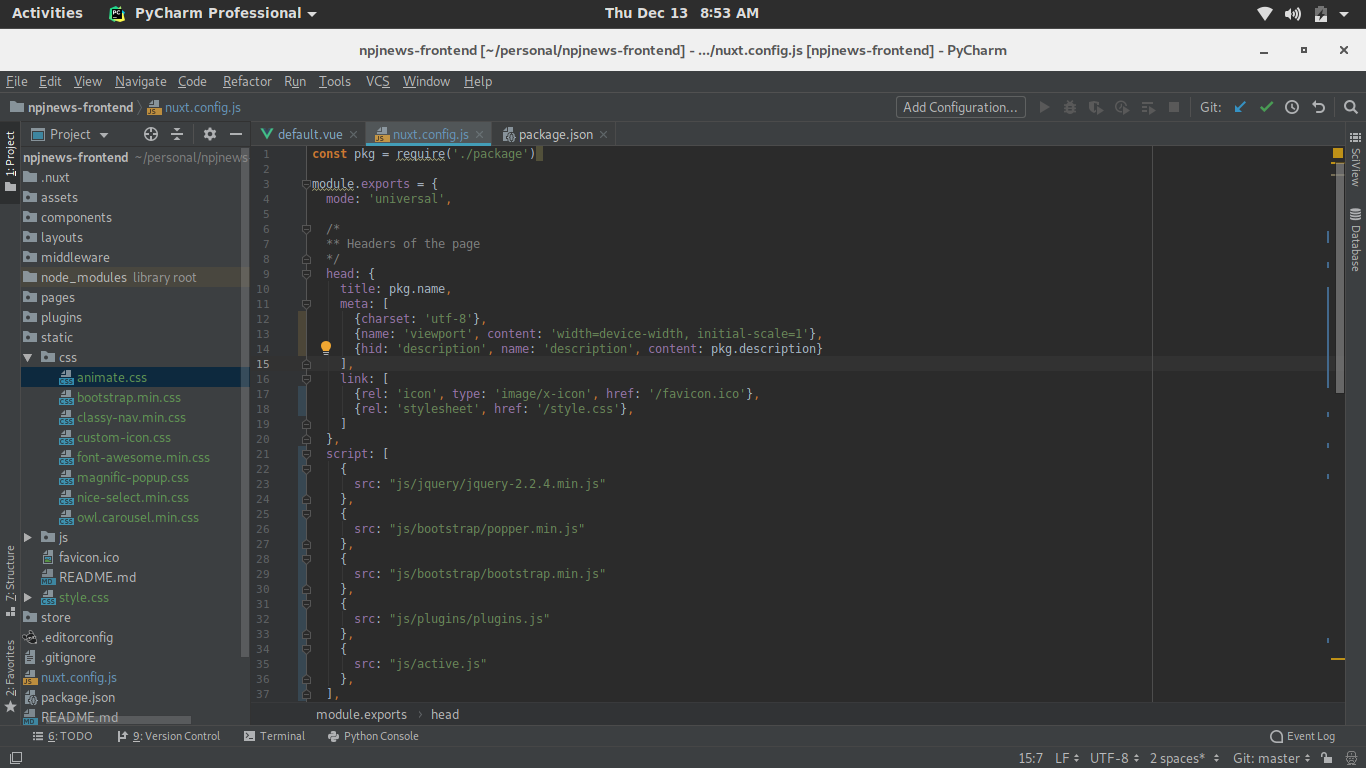 Activities PyCharm Professional Thu Dec 13 8:53 AM
npjnews-frontend [~/personal/npjnews-frontend] - .../nuxt.config.js [npjnews-frontend] - PyCharm
File Edit View Navigate Code Refactor Run Tools VCS Window Help
npjnews-frontend nuxt.config.js Add Configuration... Git:
1: Project
7: Structure
2: Favorites
Project
npjnews-frontend ~/personal/npjnews
.nuxt
assets
components
layouts
middleware
node_modules library root
pages
plugins
static
css
animate.css
bootstrap.min.css
classy-nav.min.css
custom-icon.css
font-awesome.min.css
magnific-popup.css
nice-select.min.css
owl.carousel.min.css
js
favicon.ico
README.md
style.css
store
.editorconfig
.gitignore
nuxt.config.js
package.json
README.md
default.vue nuxt.config.js package.json
1 const pkg = require('./package')
2
3 module.exports = {
4 mode: 'universal',
5
6 /*
7 ** Headers of the page
8 */
9 head: {
10 title: pkg.name,
11 meta: [
12 {charset: 'utf-8'},
13 {name: 'viewport', content: 'width=device-width, initial-scale=1'},
14 {hid: 'description', name: 'description', content: pkg.description}
15 ],
16 link: [
17 {rel: 'icon', type: 'image/x-icon', href: '/favicon.ico'},
18 {rel: 'stylesheet', href: '/style.css'},
19 ]
20 },
21 script: [
22 {
23 src: "js/jquery/jquery-2.2.4.min.js"
24 },
25 {
26 src: "js/bootstrap/popper.min.js"
27 },
28 {
29 src: "js/bootstrap/bootstrap.min.js"
30 },
31 {
32 src: "js/plugins/plugins.js"
33 },
34 {
35 src: "js/active.js"
36 },
37 ],
module.exports head
SciView
Database
6: TODO 9: Version Control Terminal Python Console Event Log
15:7 LF UTF-8 2 spaces* Git: master